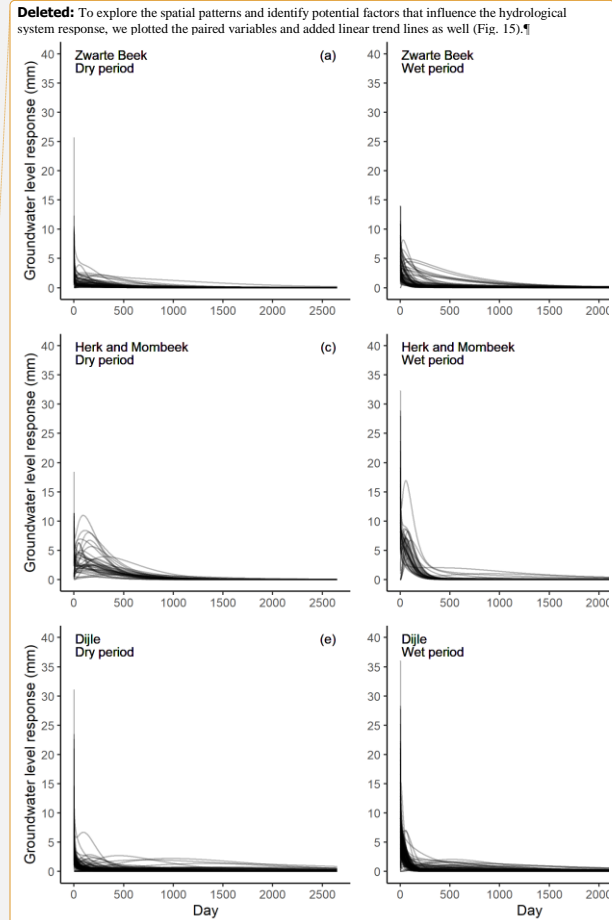 Deleted: To explore the spatial patterns and identify potential factors that influence the hydrological
system response, we plotted the paired variables and added linear trend lines as well (Fig. 15).¶
Zwarte Beek
Dry period
(a)
40
35
30
25
20
15
10
5
0
Groundwater level response (mm)
0 500 1000 1500 2000 2500
Zwarte Beek
Wet period
40
35
30
25
20
15
10
5
0
0 500 1000 1500 2000
Herk and Mombeek
Dry period
(c)
40
35
30
25
20
15
10
5
0
Groundwater level response (mm)
0 500 1000 1500 2000 2500
Herk and Mombeek
Wet period
40
35
30
25
20
15
10
5
0
0 500 1000 1500 2000
Dijle
Dry period
(e)
40
35
30
25
20
15
10
5
0
Groundwater level response (mm)
0 500 1000 1500 2000 2500
Day
Dijle
Wet period
40
35
30
25
20
15
10
5
0
0 500 1000 1500 2000
Day